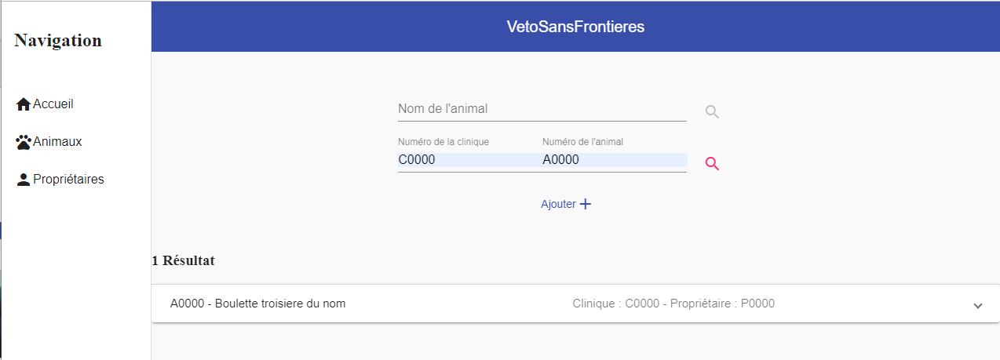 VetoSansFrontieres
Navigation
Accueil
Animaux
Propriétaires
Nom de l'animal
Numéro de la clinique Numéro de l'animal
C0000 A0000
Ajouter
1 Résultat
A0000 - Boulette troisiere du nom Clinique : C0000 - Propriétaire : P0000